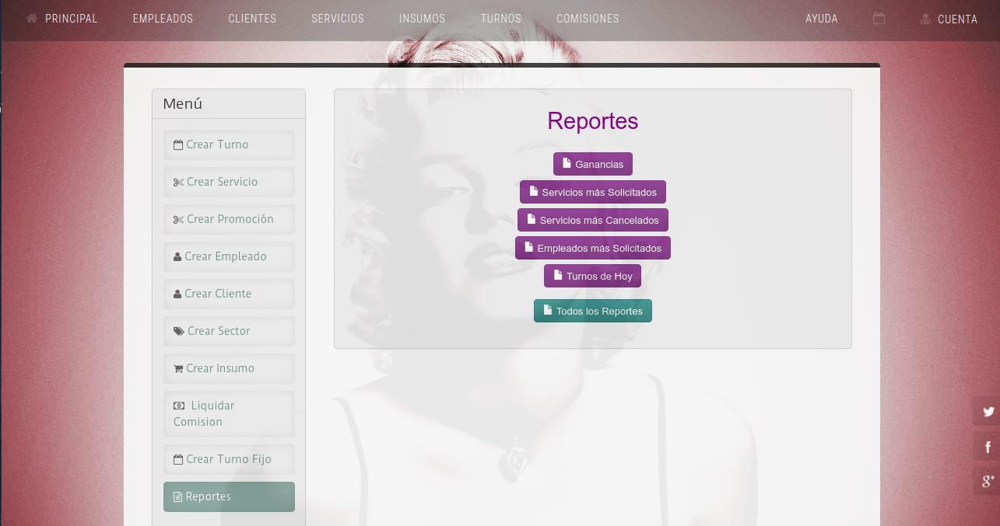 PRINCIPAL EMPLEADOS CLIENTES SERVICIOS INSUMOS TURNOS COMISIONES AYUDA CUENTA
Menú
Crear Turno
Crear Servicio
Crear Promoción
Crear Empleado
Crear Cliente
Crear Sector
Crear Insumo
Liquidar
Comision
Crear Turno Fijo
Reportes
Reportes
Ganancias
Servicios más Solicitados
Servicios más Cancelados
Empleados más Solicitados
Turnos de Hoy
Todos los Reportes